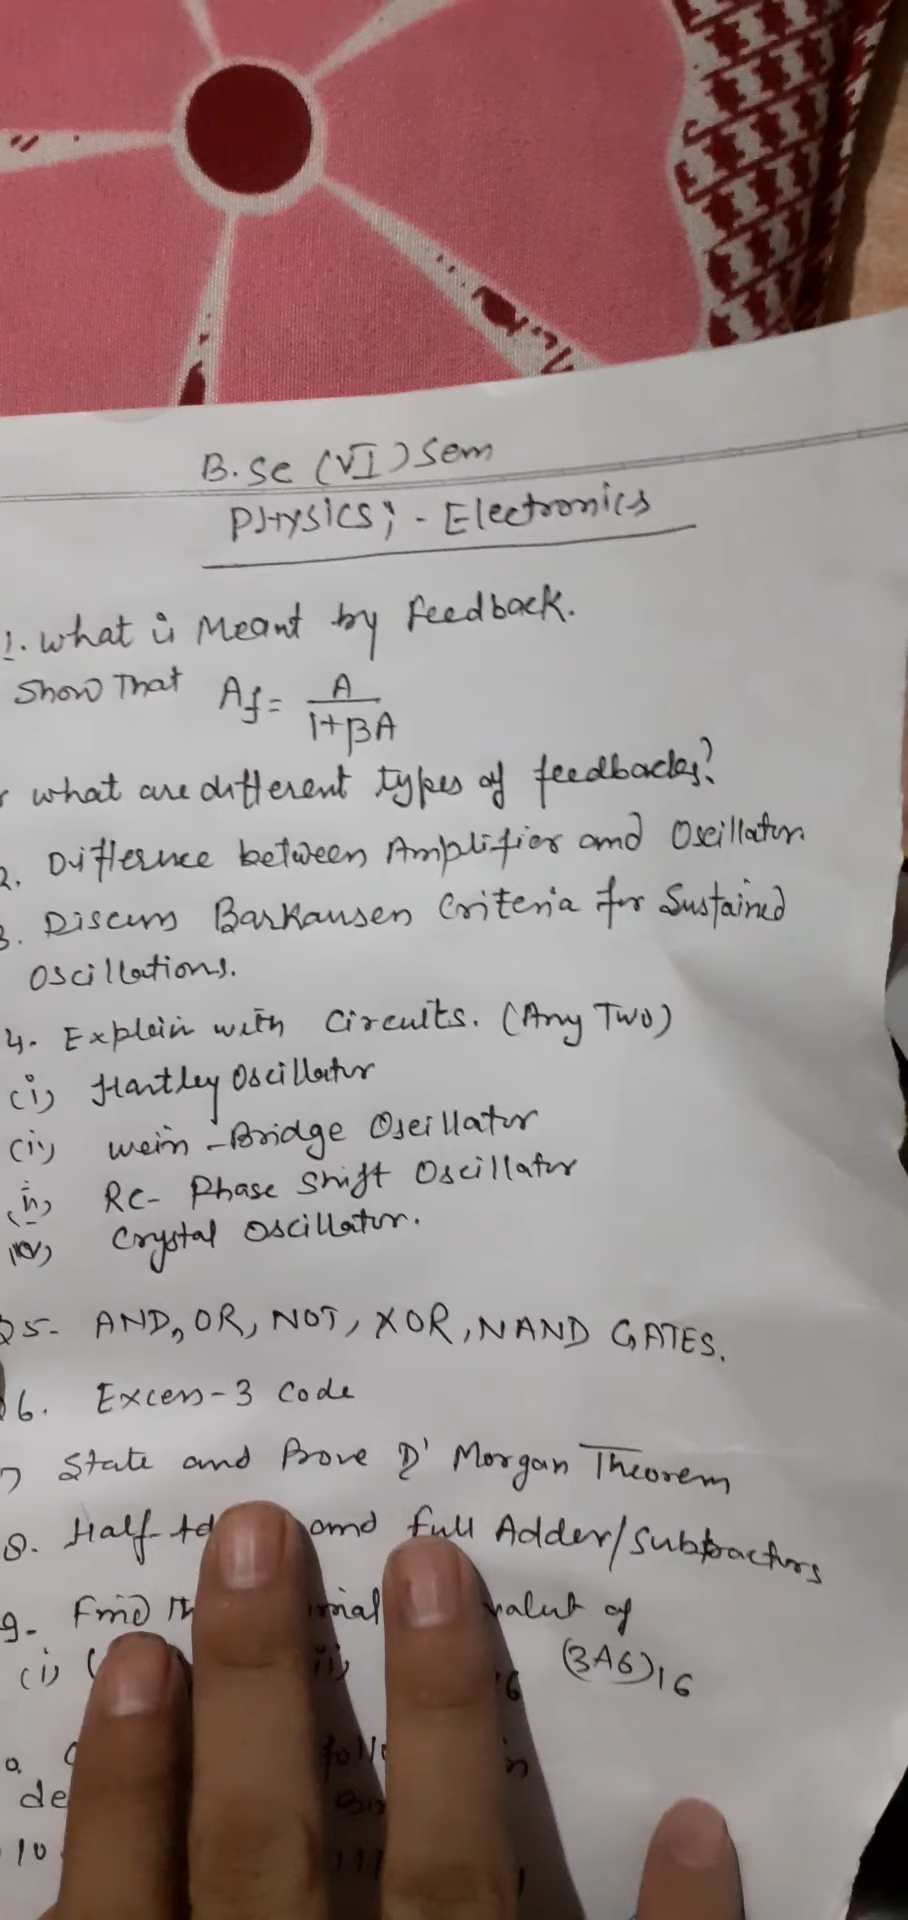 B.Sc (VI) Sem
Physics; - Electronics
1. What is Meant by Feedback.
Show That Af = A / 1+βA
what are different types of feedbacks?
2. Difference between Amplifier and Oscillator
3. Discuss Barkausen Criteria for Sustained
Oscillations.
4. Explain with Circuits. (Any Two)
(i) Hartley Oscillator
(ii) wein-Bridge Oscillator
RC- Phase Shift Oscillator
(iv) Crystal Oscillator.
5- AND, OR, NOT, XOR, NAND GATES.
6. Excess-3 Code
7 State and Prove D' Morgan Theorem
8. Half and full Adder/Subtractors
9- Find of
(i) (3A6)16
10